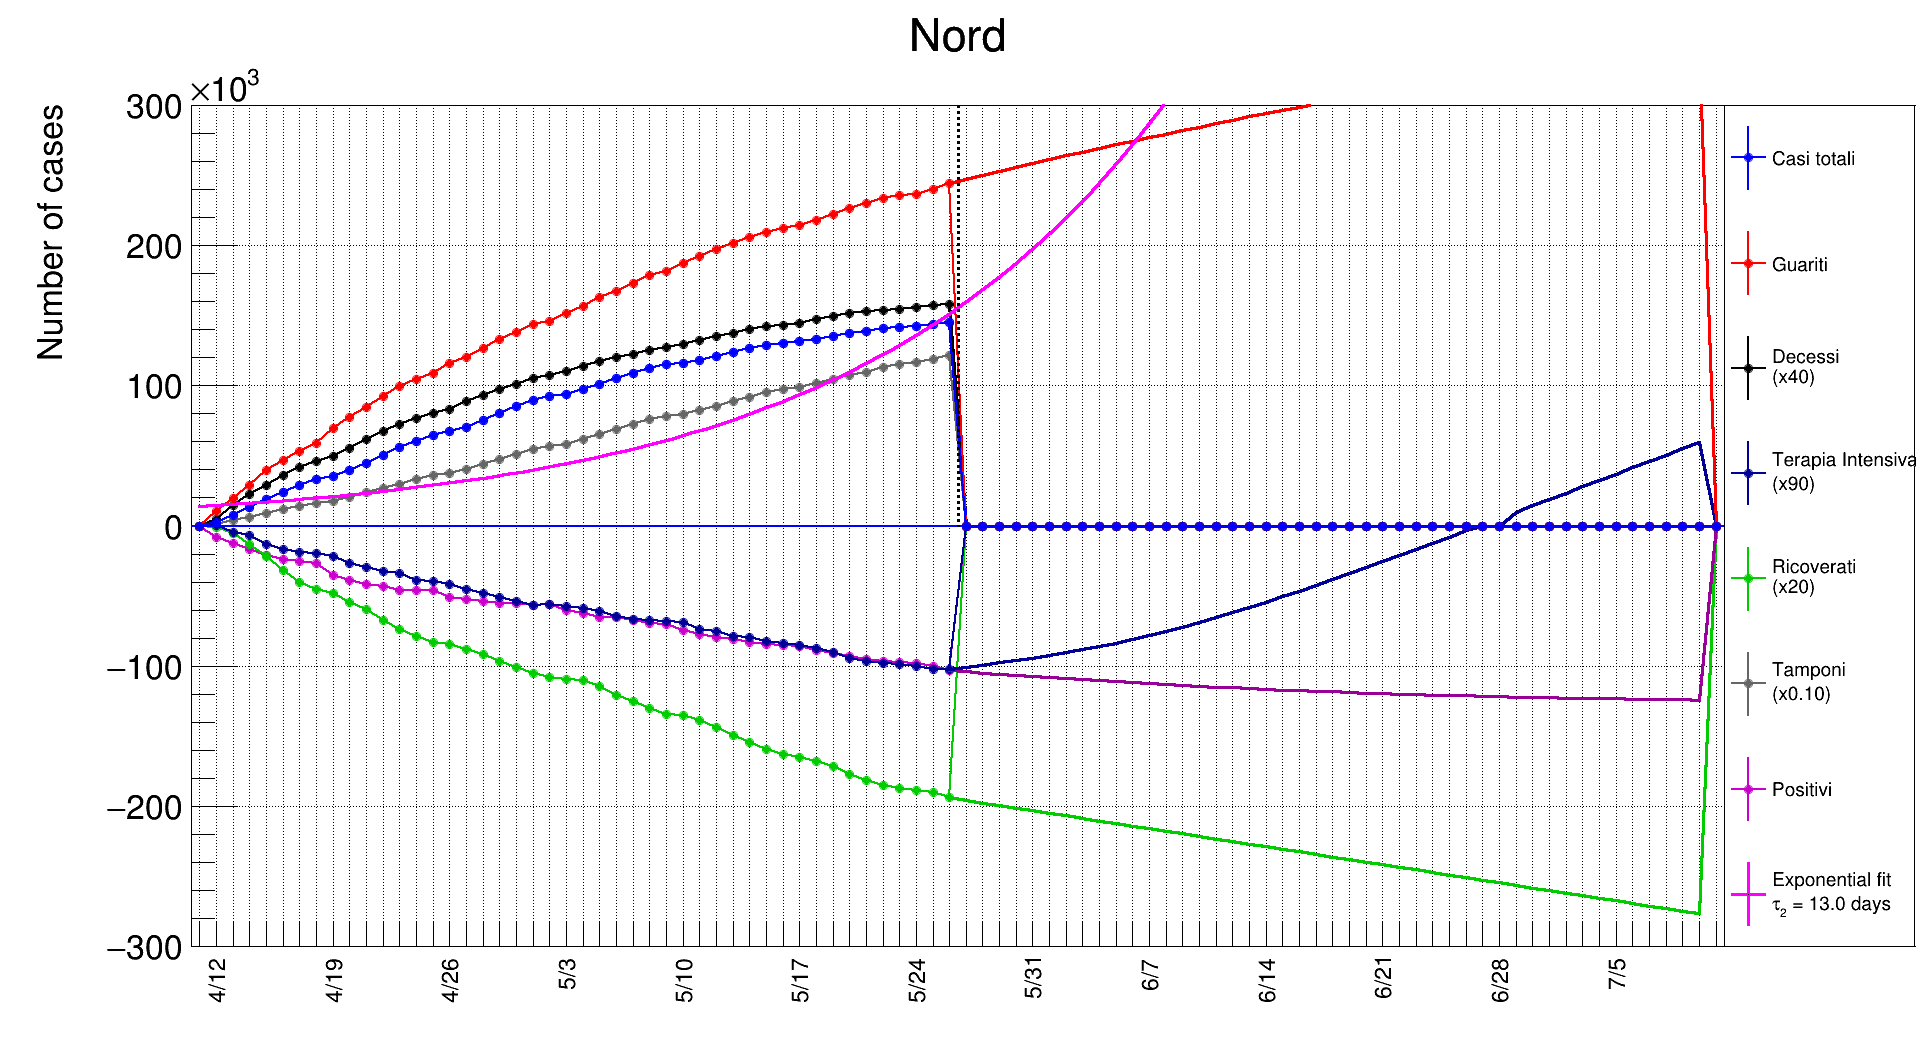 Nord
×10³
Number of cases
300
200
100
0
−100
−200
−300
4/12
4/19
4/26
5/3
5/10
5/17
5/24
5/31
6/7
6/14
6/21
6/28
7/5
Casi totali
Guariti
Decessi
(x40)
Terapia Intensiva
(x90)
Ricoverati
(x20)
Tamponi
(x0.10)
Positivi
Exponential fit
τ₂ = 13.0 days